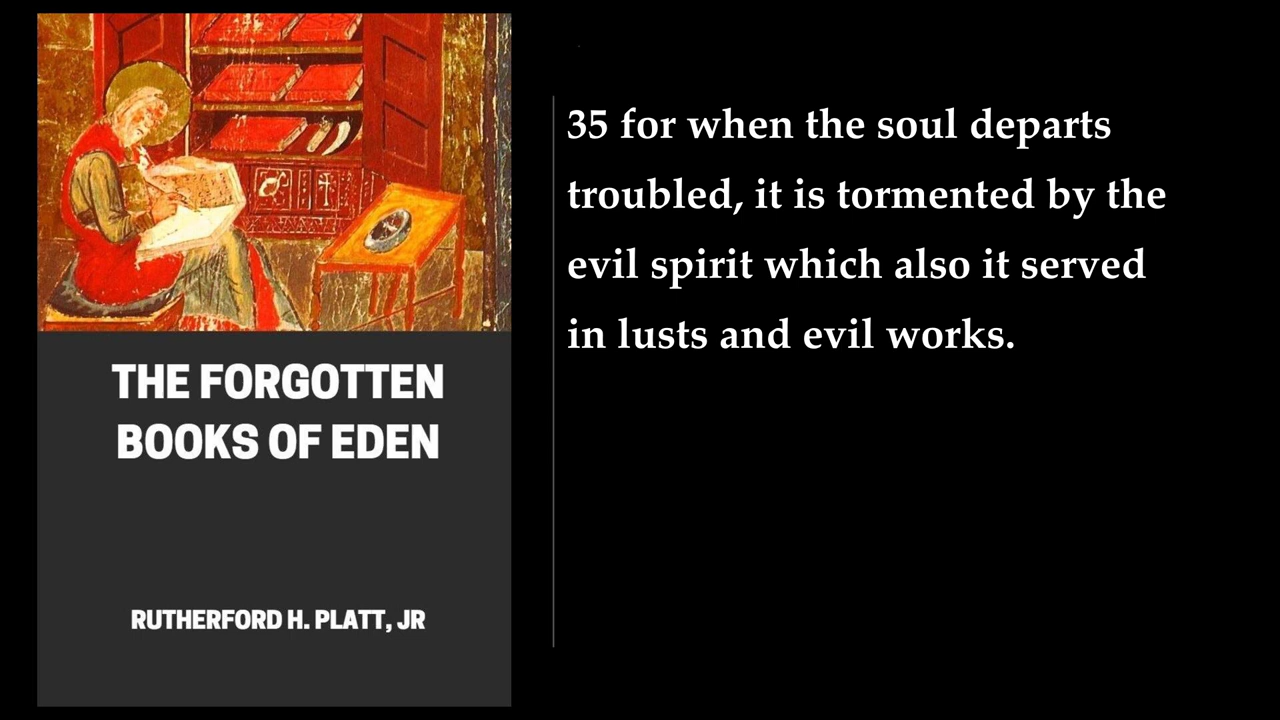 THE FORGOTTEN
BOOKS OF EDEN
RUTHERFORD H. PLATT, JR
35 for when the soul departs
troubled, it is tormented by the
evil spirit which also it served
in lusts and evil works.